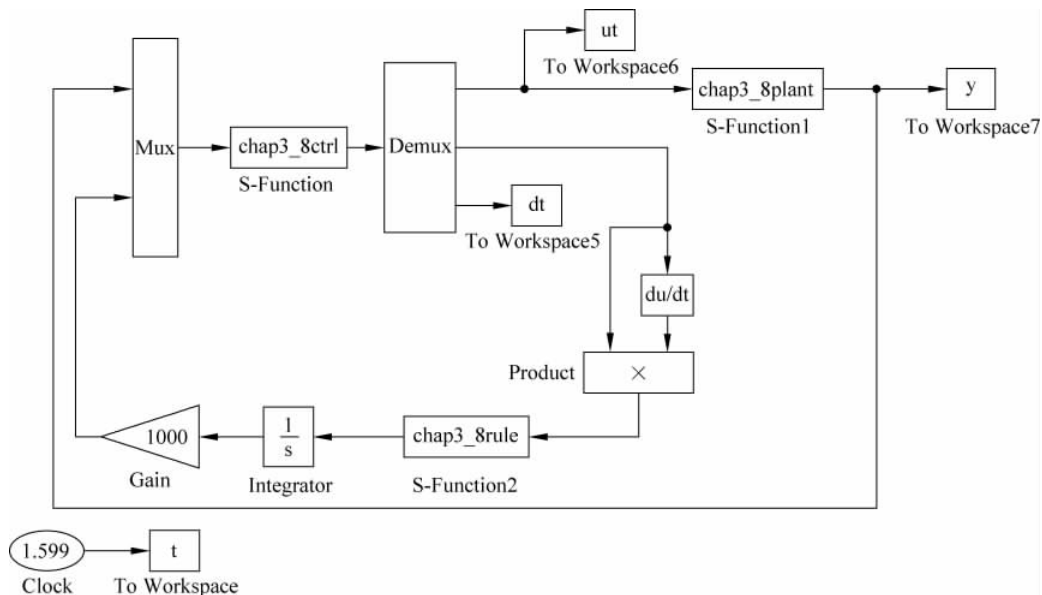 ut
To Workspace6
chap3_8plant
S-Function1
y
To Workspace7
Mux
chap3_8ctrl
S-Function
Demux
dt
To Workspace5
du/dt
Product
×
1000
Gain
1
s
Integrator
chap3_8rule
S-Function2
1.599
Clock
t
To Workspace